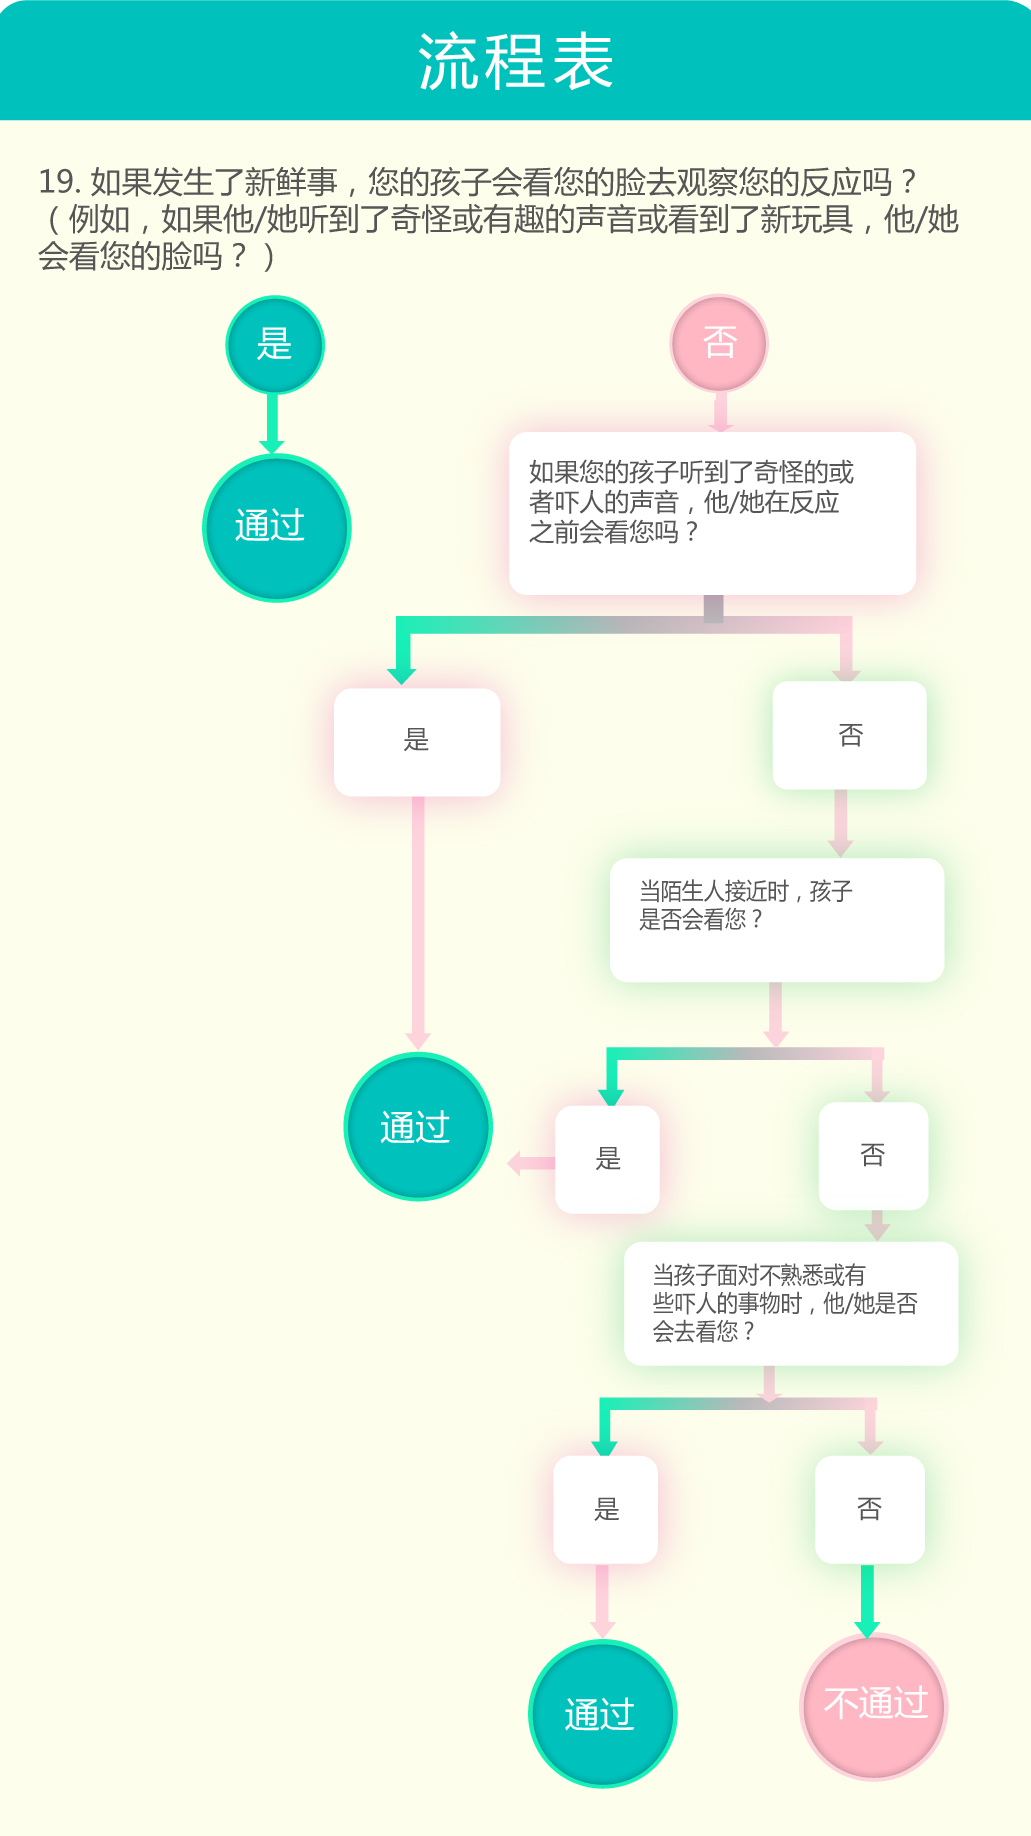 流程表
19. 如果发生了新鲜事，您的孩子会看您的脸去观察您的反应吗？
（例如，如果他/她听到了奇怪或有趣的声音或看到了新玩具，他/她
会看您的脸吗？）
是
否
通过
如果您的孩子听到了奇怪的或
者吓人的声音，他/她在反应
之前会看您吗？
是
否
当陌生人接近时，孩子
是否会看您？
通过
是
否
当孩子面对不熟悉或有
些吓人的事物时，他/她是否
会去看您？
是
否
通过
不通过